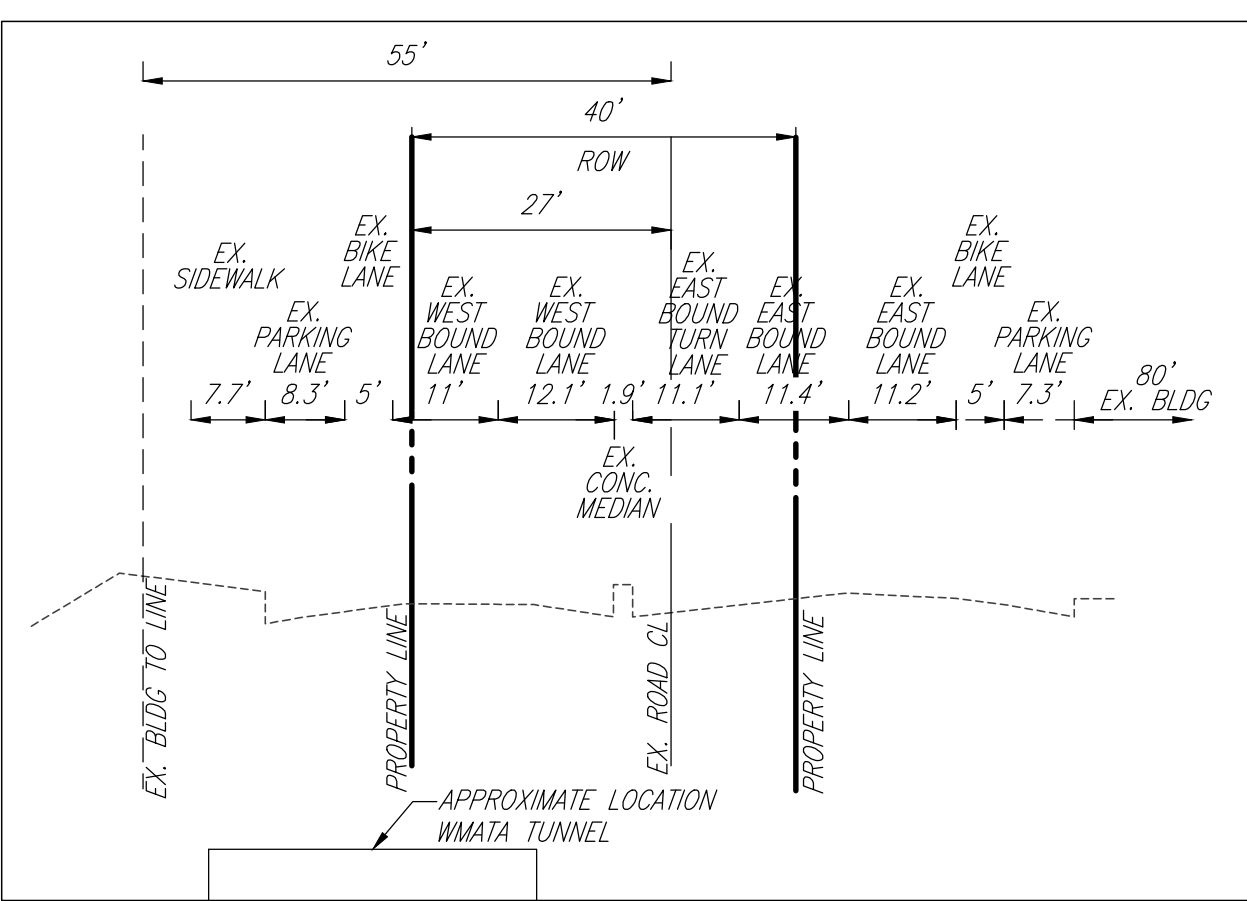 55'
40'
ROW
27'
EX.
SIDEWALK
EX.
PARKING
LANE
EX.
BIKE
LANE
EX.
WEST
BOUND
LANE
EX.
WEST
BOUND
LANE
EX.
EAST
BOUND
TURN
LANE
EX.
EAST
BOUND
LANE
EX.
EAST
BOUND
LANE
EX.
BIKE
LANE
EX.
PARKING
LANE
7.7' 8.3' 5' 11' 12.1' 1.9' 11.1' 11.4' 11.2' 5' 7.3'
80'
EX. BLDG
EX.
CONC.
MEDIAN
EX. BLDG TO LINE
PROPERTY LINE
EX. ROAD CL
PROPERTY LINE
APPROXIMATE LOCATION
WMATA TUNNEL